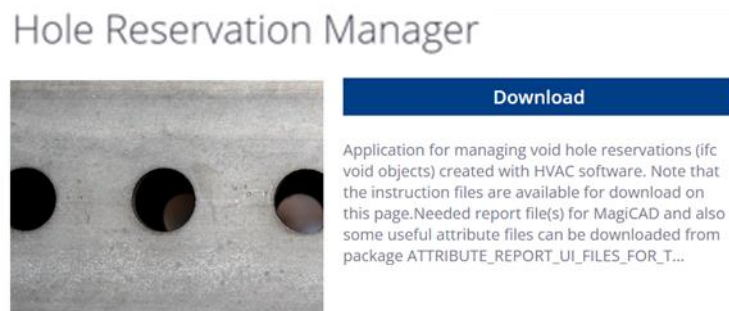 Hole Reservation Manager
Download
Application for managing void hole reservations (ifc
void objects) created with HVAC software. Note that
the instruction files are available for download on
this page.Needed report file(s) for MagiCAD and also
some useful attribute files can be downloaded from
package ATTRIBUTE_REPORT_UI_FILES_FOR_T...